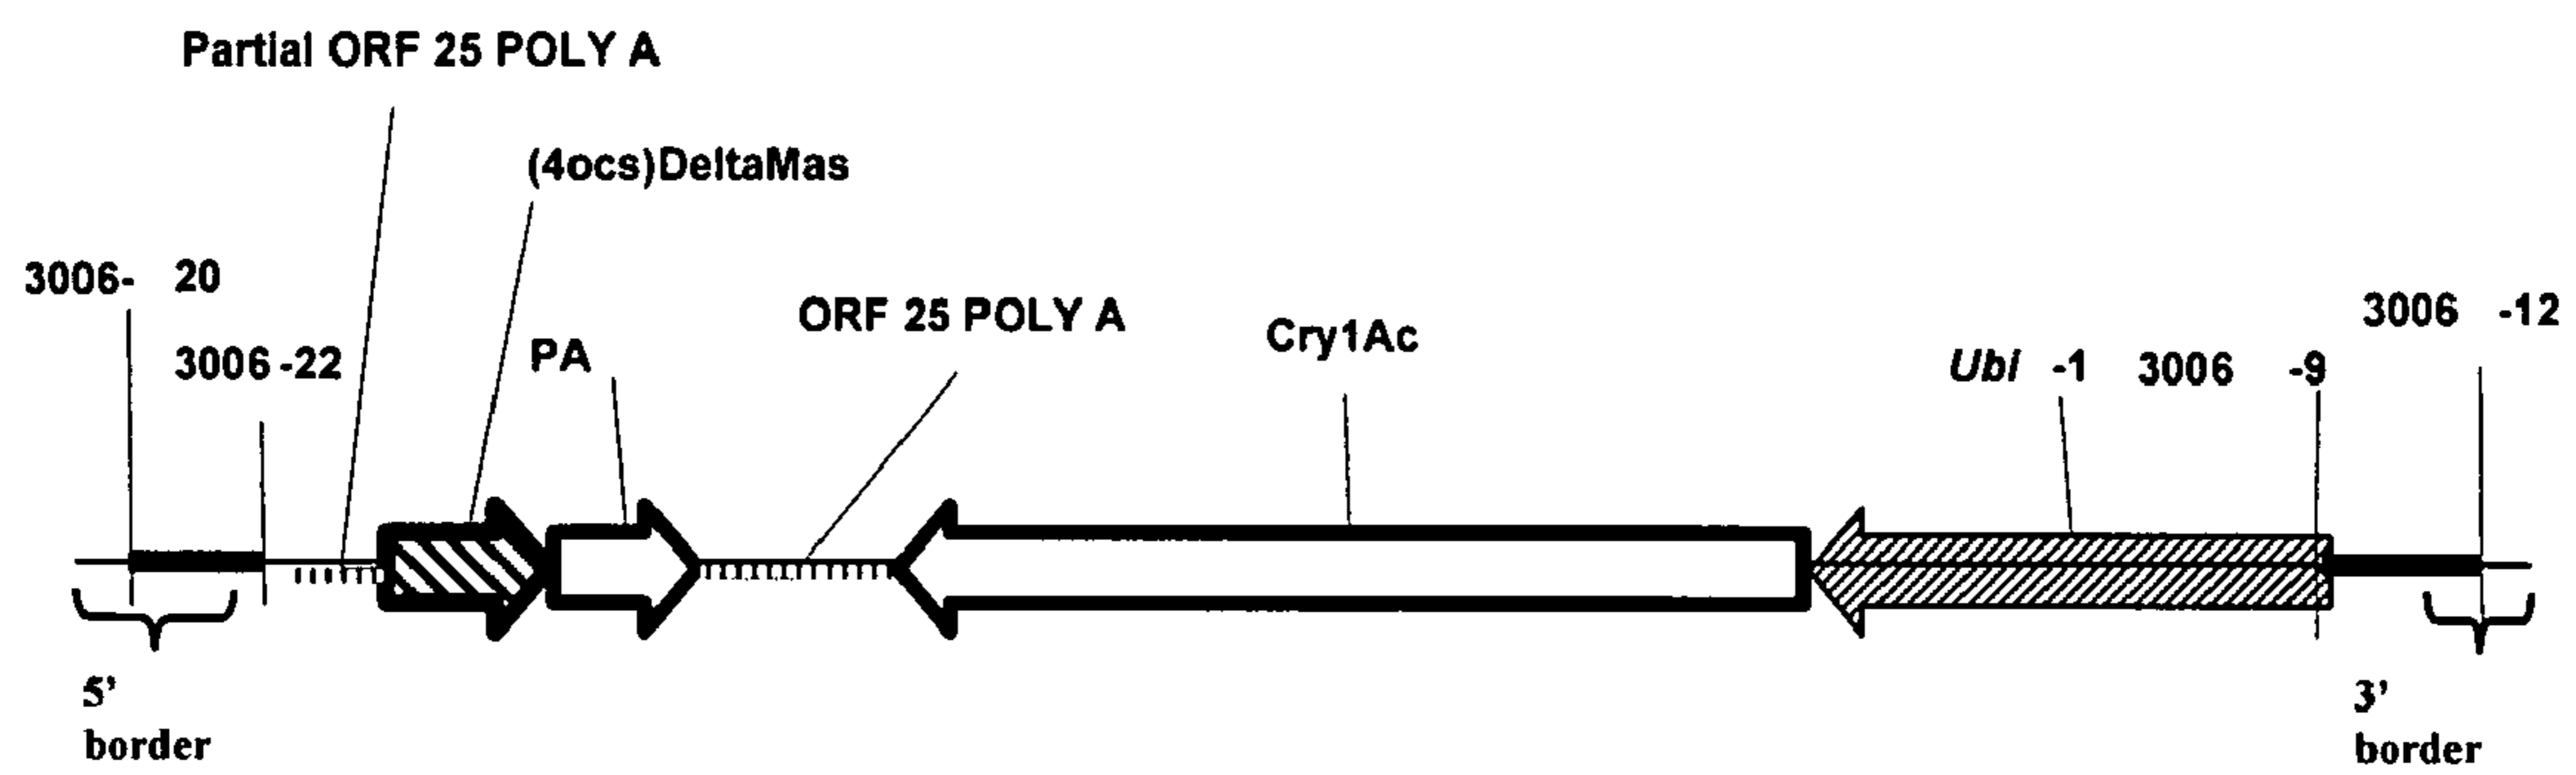 Partial ORF 25 POLY A
(4ocs)DeltaMas
3006- 20
3006 -22
PA
ORF 25 POLY A
Cry1Ac
Ubi -1
3006 -9
3006 -12
5'
border
3'
border